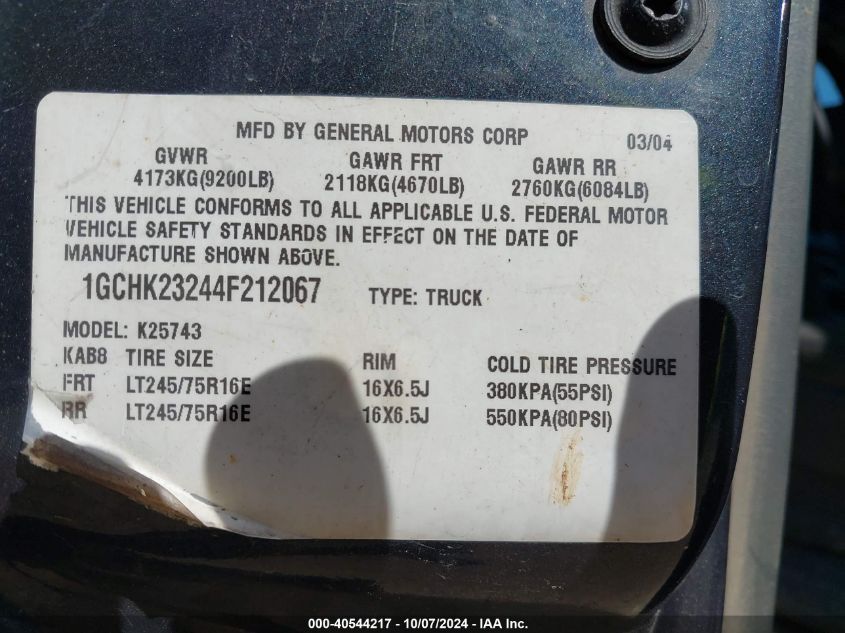 MFD BY GENERAL MOTORS CORP 03/04
GVWR GAWR FRT GAWR RR
4173KG(9200LB) 2118KG(4670LB) 2760KG(6084LB)
THIS VEHICLE CONFORMS TO ALL APPLICABLE U.S. FEDERAL MOTOR
VEHICLE SAFETY STANDARDS IN EFFECT ON THE DATE OF
MANUFACTURE SHOWN ABOVE.
1GCHK23244F212067 TYPE: TRUCK
MODEL: K25743
KAB8 TIRE SIZE RIM COLD TIRE PRESSURE
FRT LT245/75R16E 16X6.5J 380KPA(55PSI)
RR LT245/75R16E 16X6.5J 550KPA(80PSI)
000-40544217 - 10/07/2024 - IAA Inc.